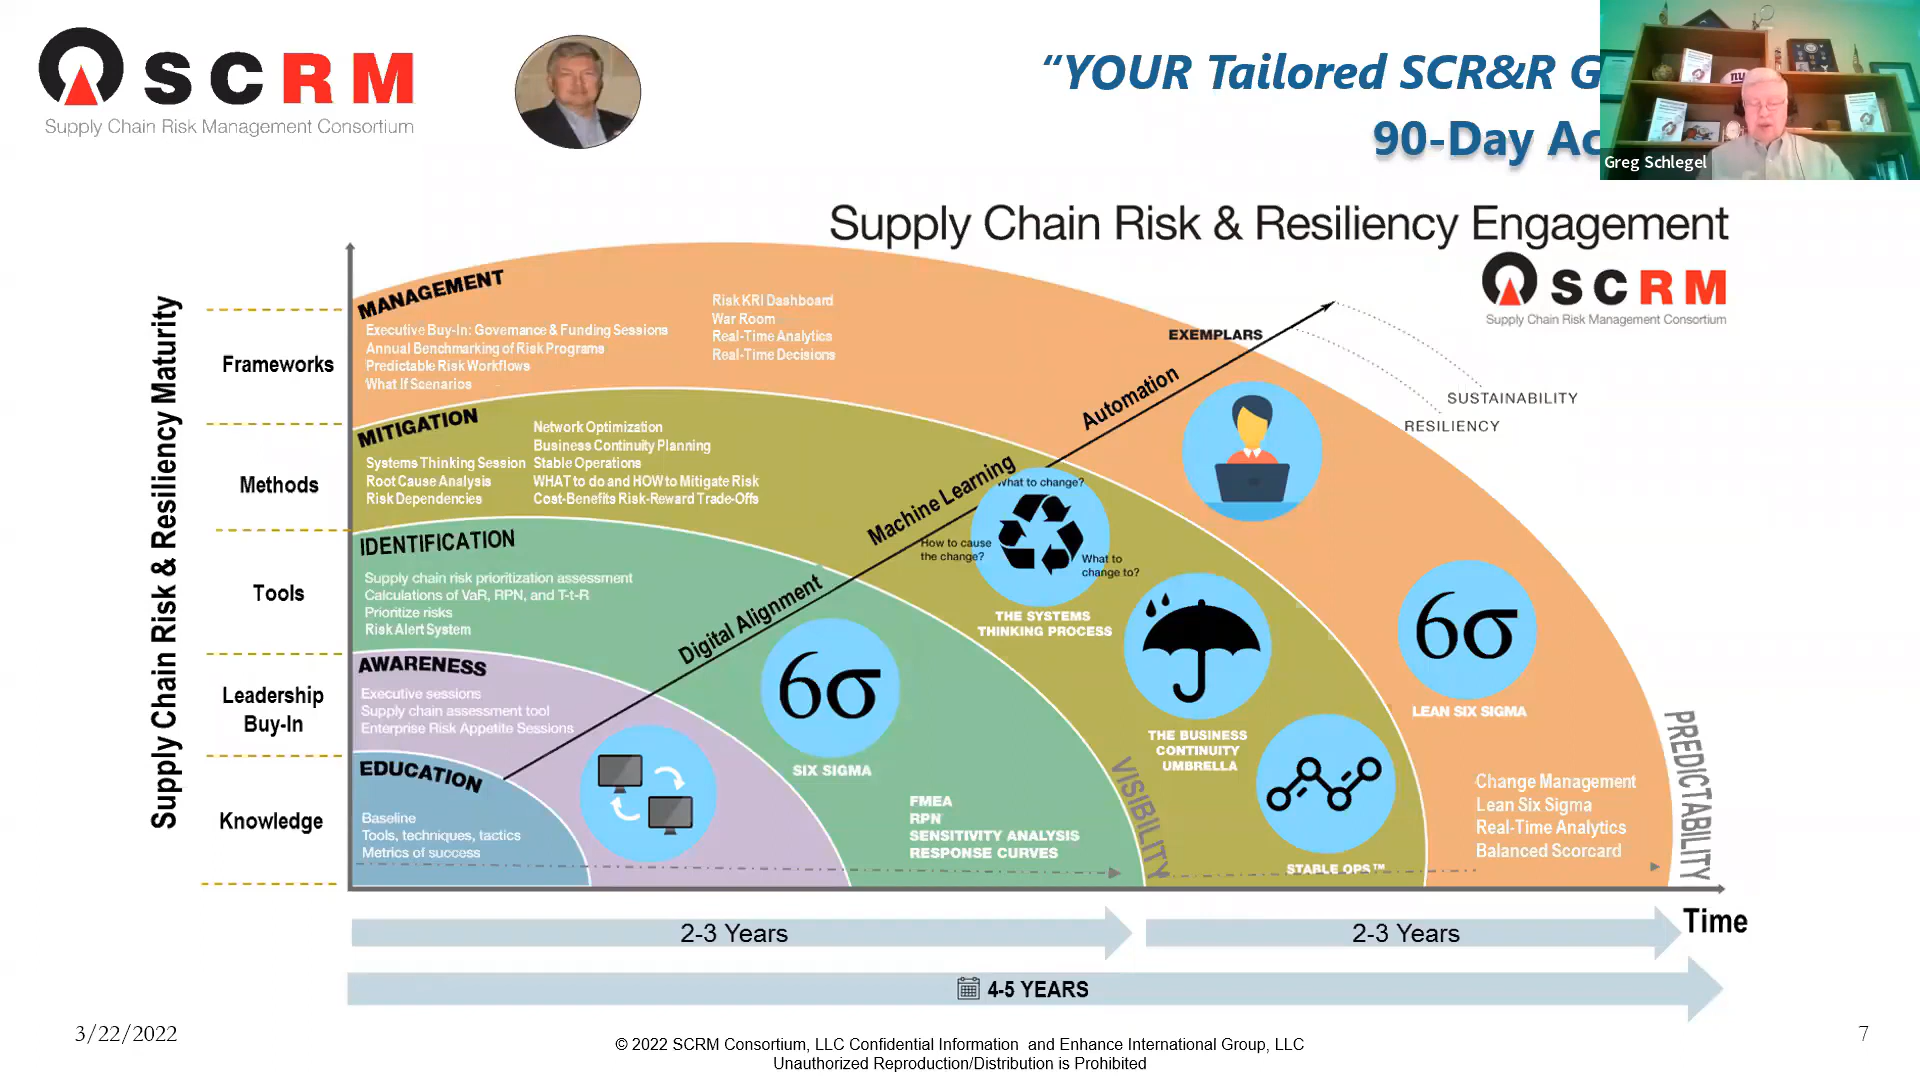 SCRM
Supply Chain Risk Management Consortium
“YOUR Tailored SCR&R G
90-Day Ac
Greg Schlegel
Supply Chain Risk & Resiliency Engagement
SCRM
Supply Chain Risk Management Consortium
Supply Chain Risk & Resiliency Maturity
Frameworks
Methods
Tools
Leadership
Buy-In
Knowledge
MANAGEMENT
Executive Buy-In: Governance & Funding Sessions
Annual Benchmarking of Risk Programs
Predictable Risk Workflows
What If Scenarios
Risk KRI Dashboard
War Room
Real-Time Analytics
Real-Time Decisions
EXEMPLARS
SUSTAINABILITY
RESILIENCY
Automation
Machine Learning
Digital Alignment
MITIGATION
Systems Thinking Session
Root Cause Analysis
Risk Dependencies
Network Optimization
Business Continuity Planning
Stable Operations
WHAT to do and HOW to Mitigate Risk
Cost-Benefits Risk-Reward Trade-Offs
What to change?
How to cause
the change?
What to
change to?
THE SYSTEMS
THINKING PROCESS
IDENTIFICATION
Supply chain risk prioritization assessment
Calculations of VaR, RPN, and T-t-R
Prioritize risks
Risk Alert System
6σ
SIX SIGMA
FMEA
RPN
SENSITIVITY ANALYSIS
RESPONSE CURVES
THE BUSINESS
CONTINUITY
UMBRELLA
STABLE OPS™
6σ
LEAN SIX SIGMA
Change Management
Lean Six Sigma
Real-Time Analytics
Balanced Scorcard
AWARENESS
Executive sessions
Supply chain assessment tool
Enterprise Risk Appetite Sessions
EDUCATION
Baseline
Tools, techniques, tactics
Metrics of success
VISIBILITY
PREDICTABILITY
2-3 Years
2-3 Years
Time
4-5 YEARS
3/22/2022
© 2022 SCRM Consortium, LLC Confidential Information and Enhance International Group, LLC
Unauthorized Reproduction/Distribution is Prohibited
7